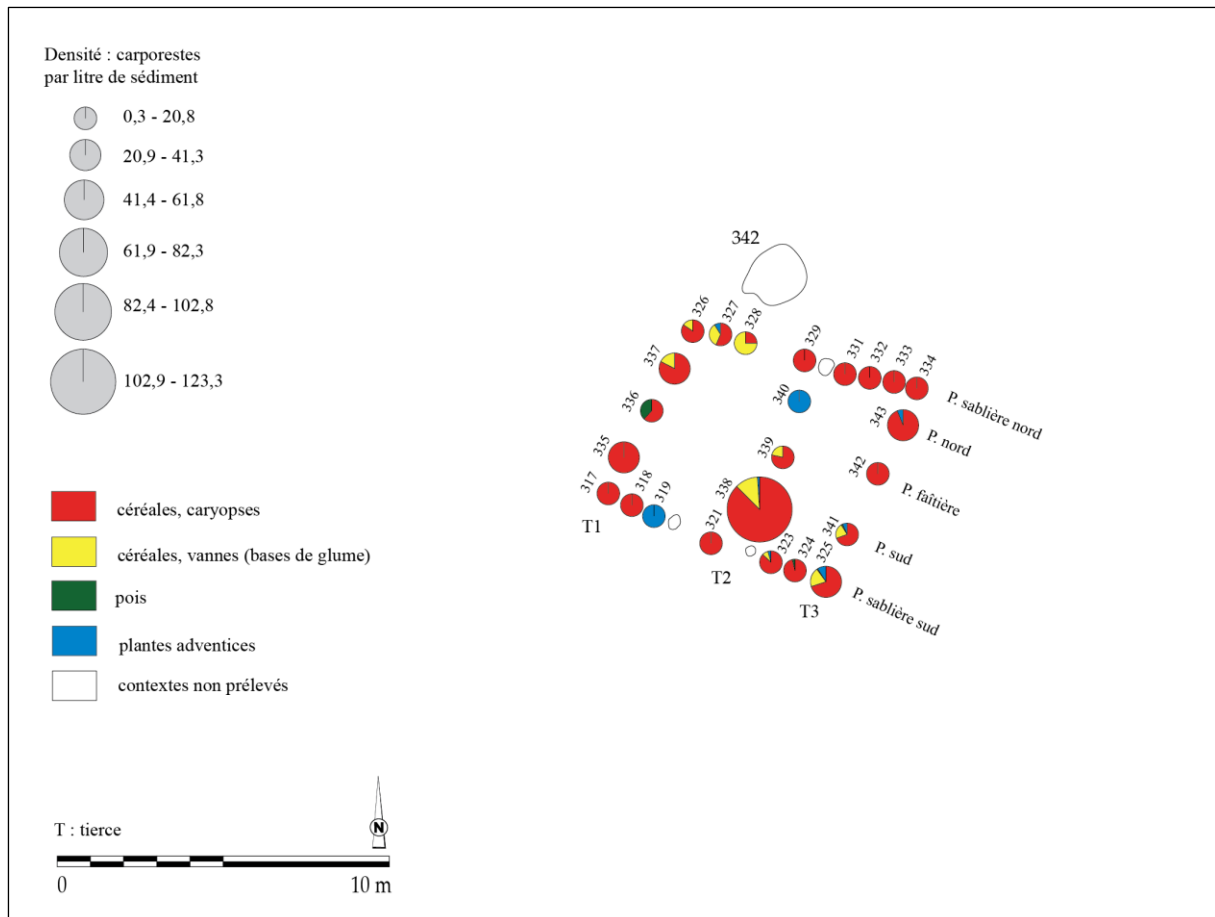 Densité : carporestes
par litre de sédiment
0,3 - 20,8
20,9 - 41,3
41,4 - 61,8
61,9 - 82,3
82,4 - 102,8
102,9 - 123,3
céréales, caryopses
céréales, vannes (bases de glume)
pois
plantes adventices
contextes non prélevés
T : tierce
N
0
10 m
342
326
327
328
329
331
332
333
334
P. sablière nord
337
336
340
343
P. nord
335
339
342
P. faîtière
317
318
319
338
341
P. sud
T1
321
323
324
325
P. sablière sud
T2
T3